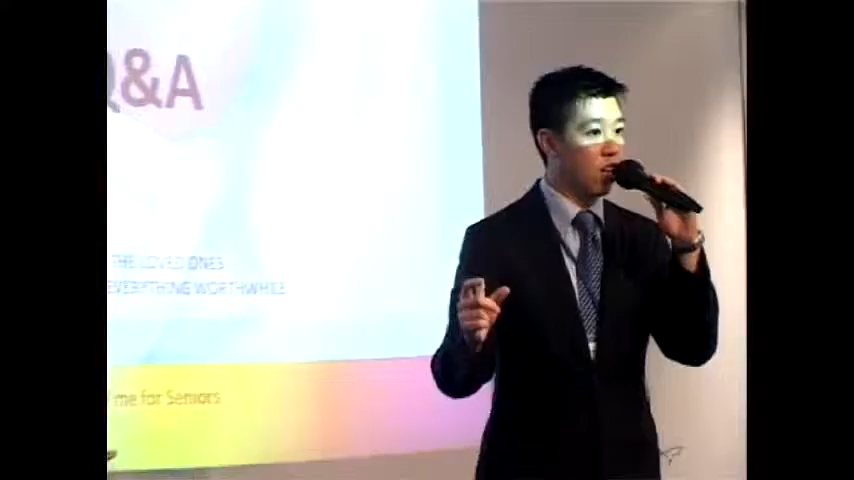 Q&A
THE LOVED ONES
EVERYTHING WORTHWHILE
me for Seniors